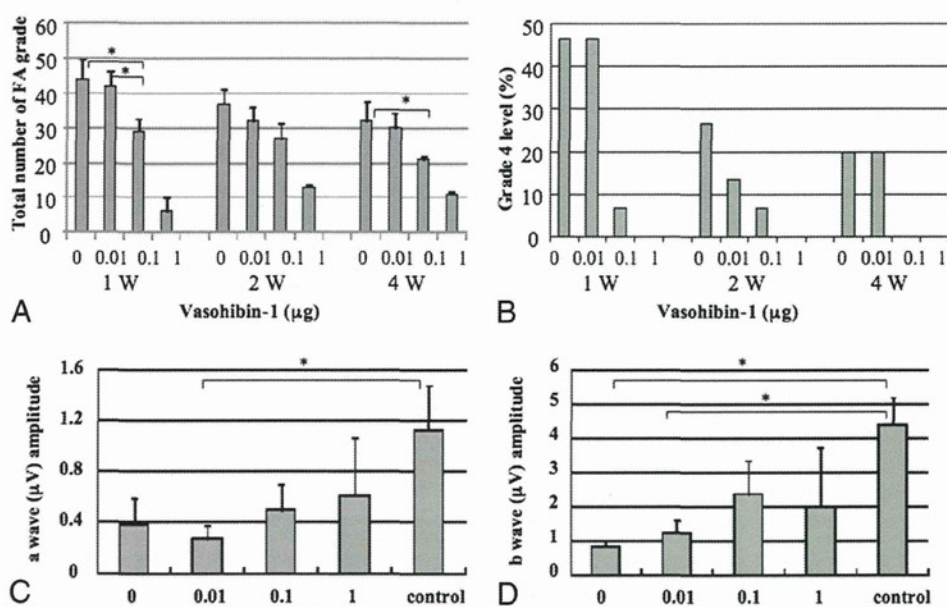 Total number of FA grade
60
50
40
30
20
10
0
* * *
0 0.01 0.1 1 0 0.01 0.1 1 0 0.01 0.1 1
1 W 2 W 4 W
Vasohibin-1 (µg)
A
Grade 4 level (%)
50
40
30
20
10
0
0 0.01 0.1 1 0 0.01 0.1 1 0 0.01 0.1 1
1 W 2 W 4 W
Vasohibin-1 (µg)
B
a wave (µV) amplitude
1.6
1.2
0.8
0.4
0
*
0 0.01 0.1 1 control
C
b wave (µV) amplitude
6
5
4
3
2
1
0
*
*
0 0.01 0.1 1 control
D